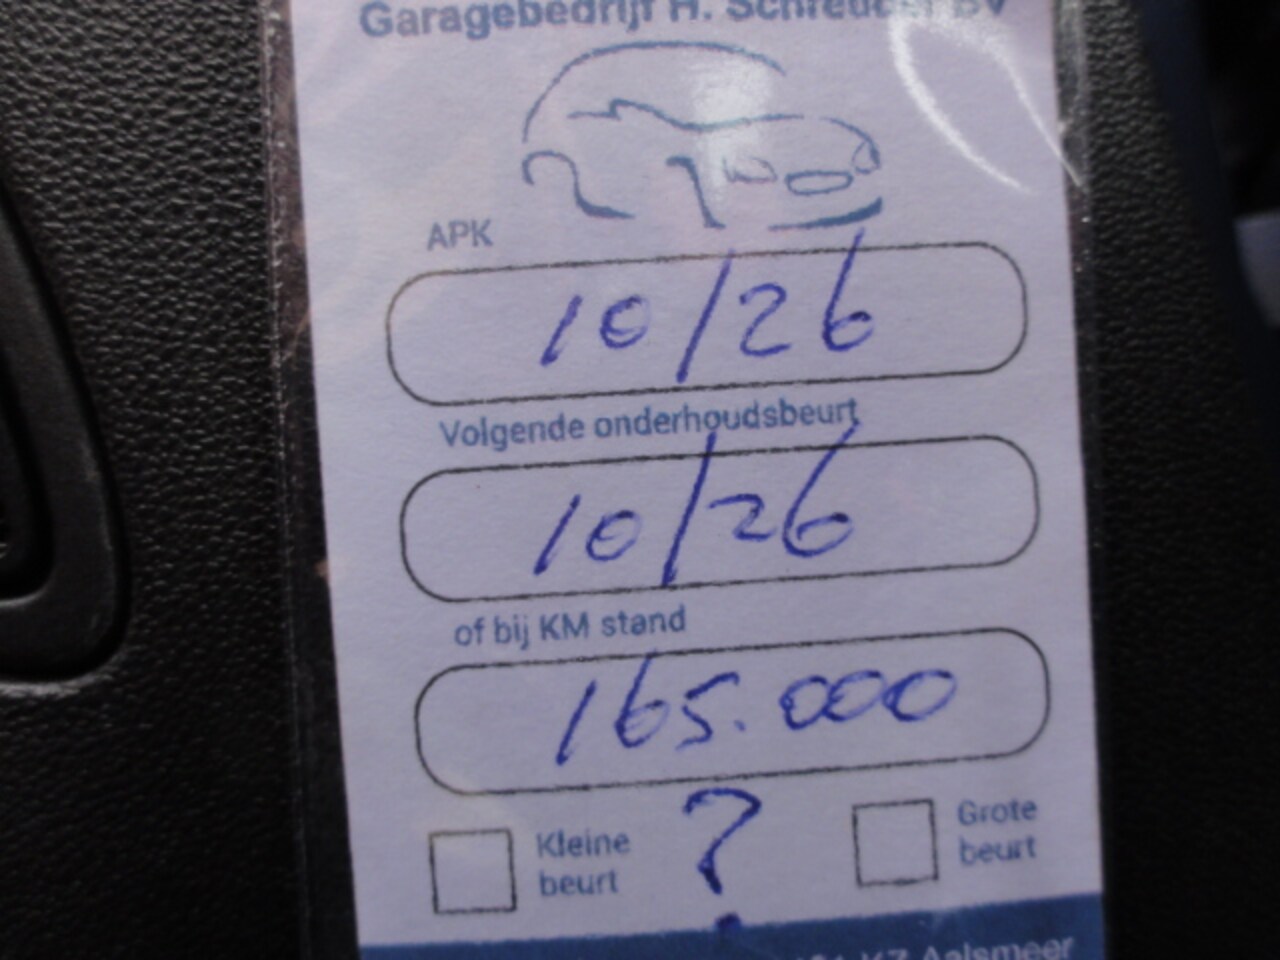 Garagebedrijf H. Schreuder BV
APK
10/26
Volgende onderhoudsbeurt
10/26
of bij KM stand
165.000
Kleine beurt
?
Grote beurt
KZ Aalsmeer